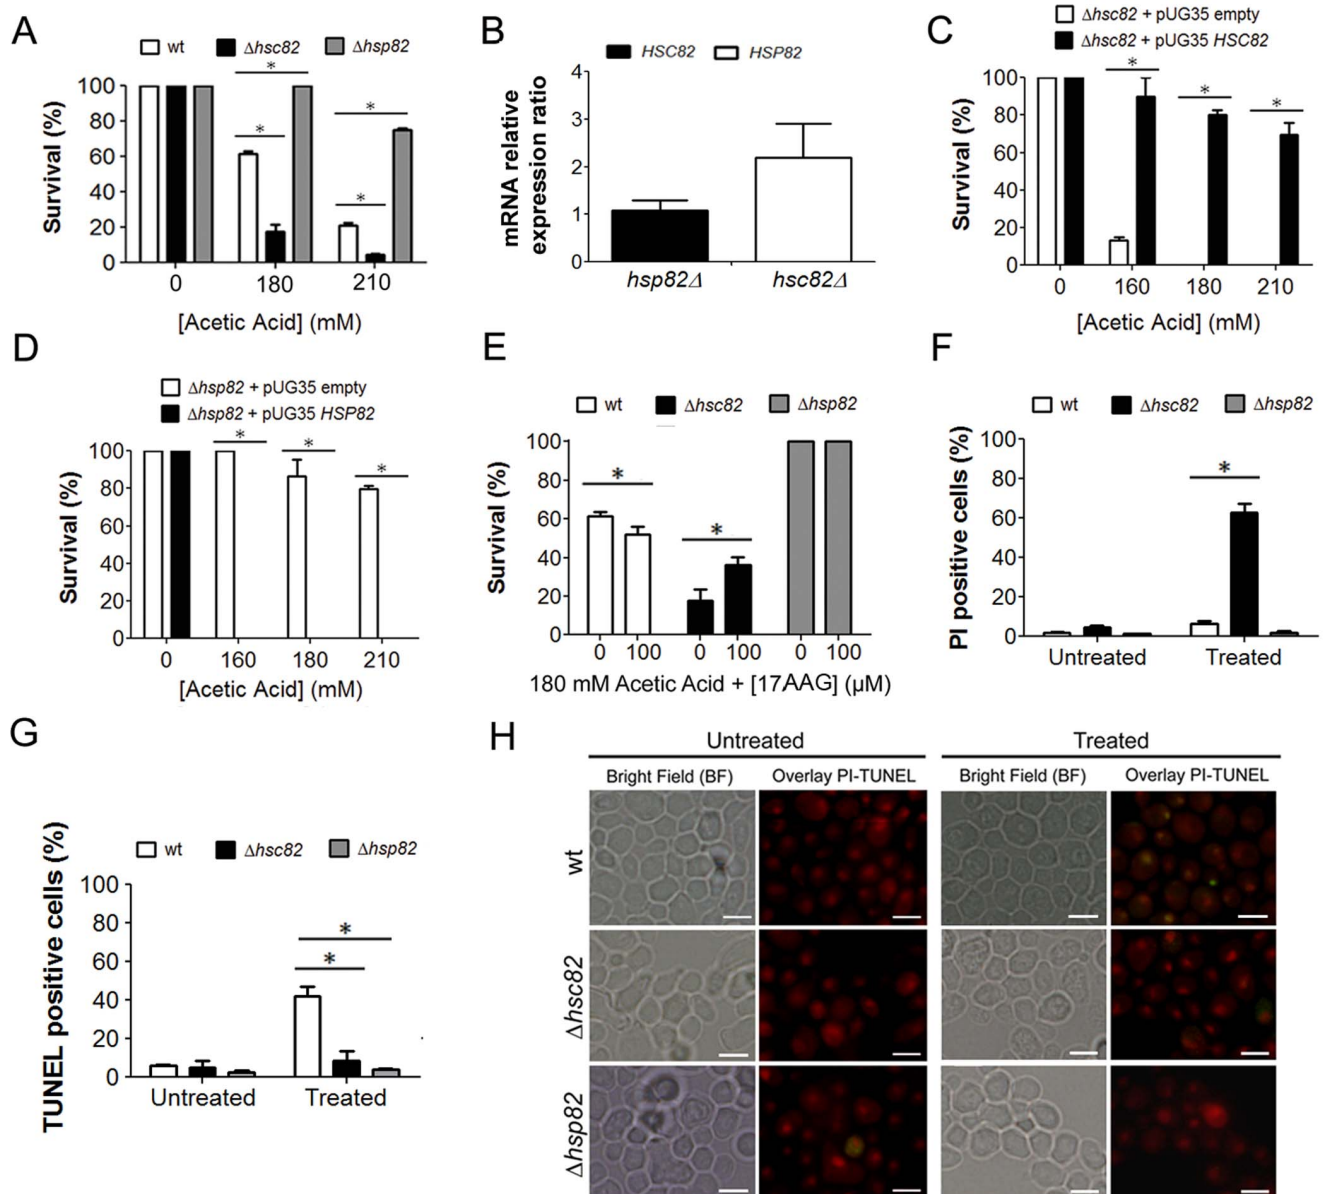 A
wt Δhsc82 Δhsp82
Survival (%)
100
80
60
40
20
0
* * * *
0 180 210
[Acetic Acid] (mM)
B
HSC82 HSP82
mRNA relative
expression ratio
4
3
2
1
0
hsp82Δ hsc82Δ
C
Δhsc82 + pUG35 empty
Δhsc82 + pUG35 HSC82
Survival (%)
100
80
60
40
20
0
* * *
0 160 180 210
[Acetic Acid] (mM)
D
Δhsp82 + pUG35 empty
Δhsp82 + pUG35 HSP82
Survival (%)
100
80
60
40
20
0
* * *
0 160 180 210
[Acetic Acid] (mM)
E
wt Δhsc82 Δhsp82
Survival (%)
100
80
60
40
20
0
* *
0 100 0 100 0 100
180 mM Acetic Acid + [17AAG] (µM)
F
wt Δhsc82 Δhsp82
PI positive cells (%)
100
80
60
40
20
0
*
Untreated Treated
G
wt Δhsc82 Δhsp82
TUNEL positive cells (%)
100
80
60
40
20
0
*
*
Untreated Treated
H
Untreated Treated
Bright Field (BF) Overlay PI-TUNEL Bright Field (BF) Overlay PI-TUNEL
wt
Δhsc82
Δhsp82